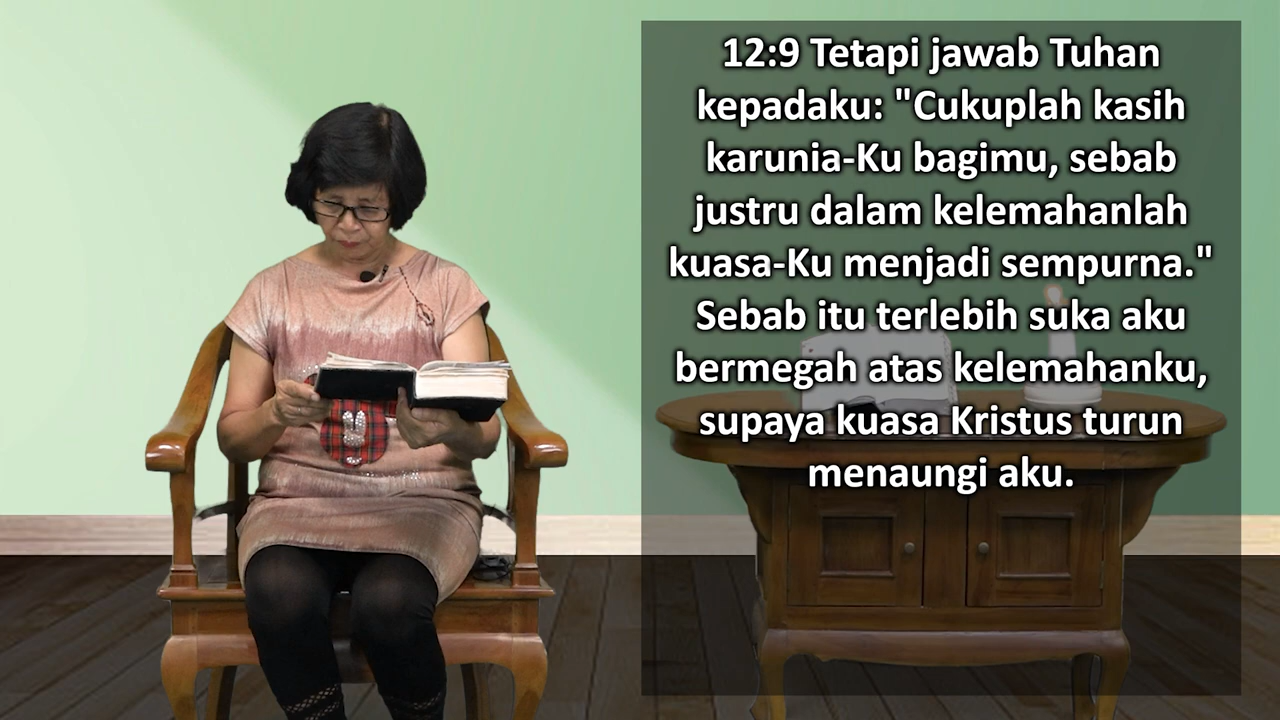 12:9 Tetapi jawab Tuhan
kepadaku: "Cukuplah kasih
karunia-Ku bagimu, sebab
justru dalam kelemahanlah
kuasa-Ku menjadi sempurna."
Sebab itu terlebih suka aku
bermegah atas kelemahanku,
supaya kuasa Kristus turun
menaungi aku.